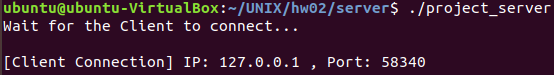 ubuntu@ubuntu-VirtualBox:~/UNIX/hw02/server$ ./project_server
Wait for the Client to connect...
[Client Connection] IP: 127.0.0.1 , Port: 58340